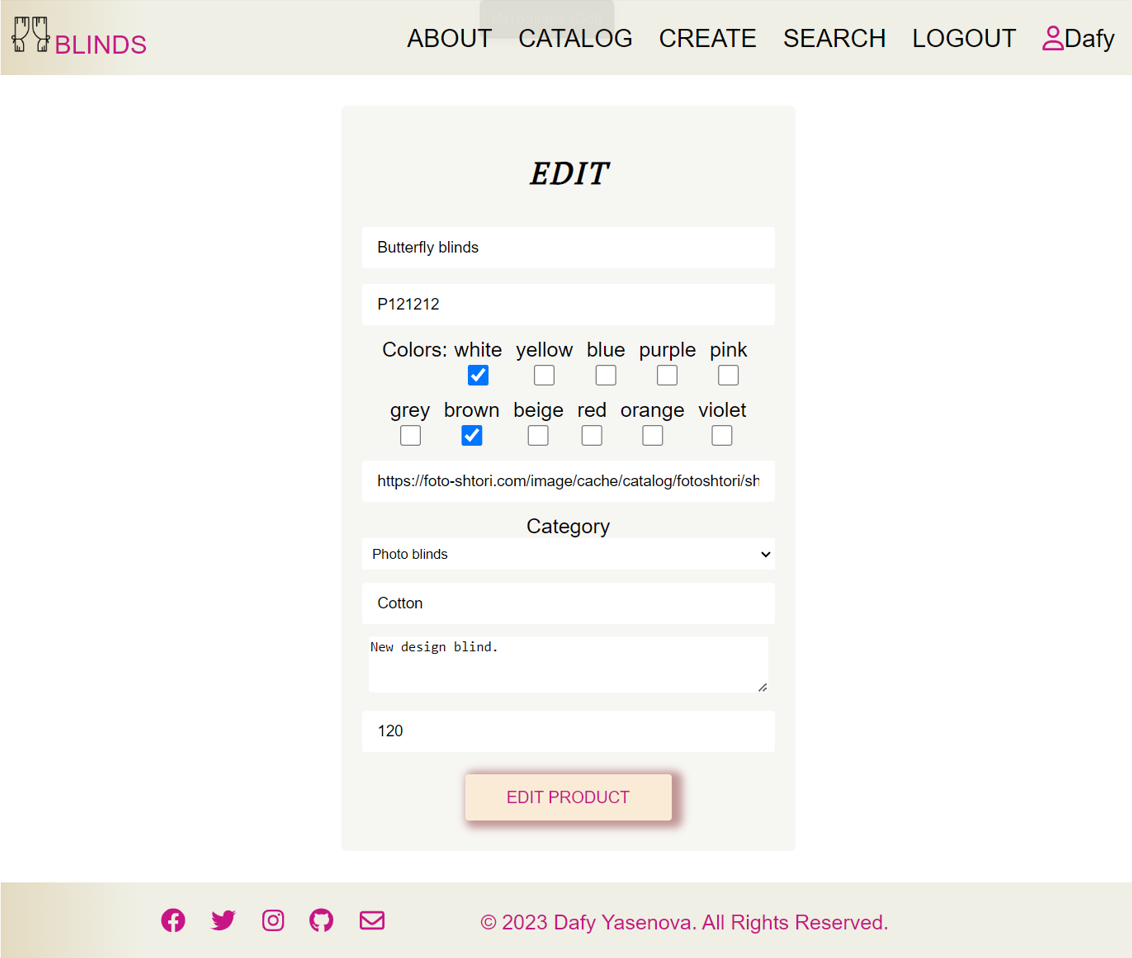 BLINDS ABOUT CATALOG CREATE SEARCH LOGOUT Dafy
EDIT
Butterfly blinds
P121212
Colors: white yellow blue purple pink
grey brown beige red orange violet
https://foto-shtori.com/image/cache/catalog/fotoshtori/sh
Category
Photo blinds
Cotton
New design blind.
120
EDIT PRODUCT
© 2023 Dafy Yasenova. All Rights Reserved.